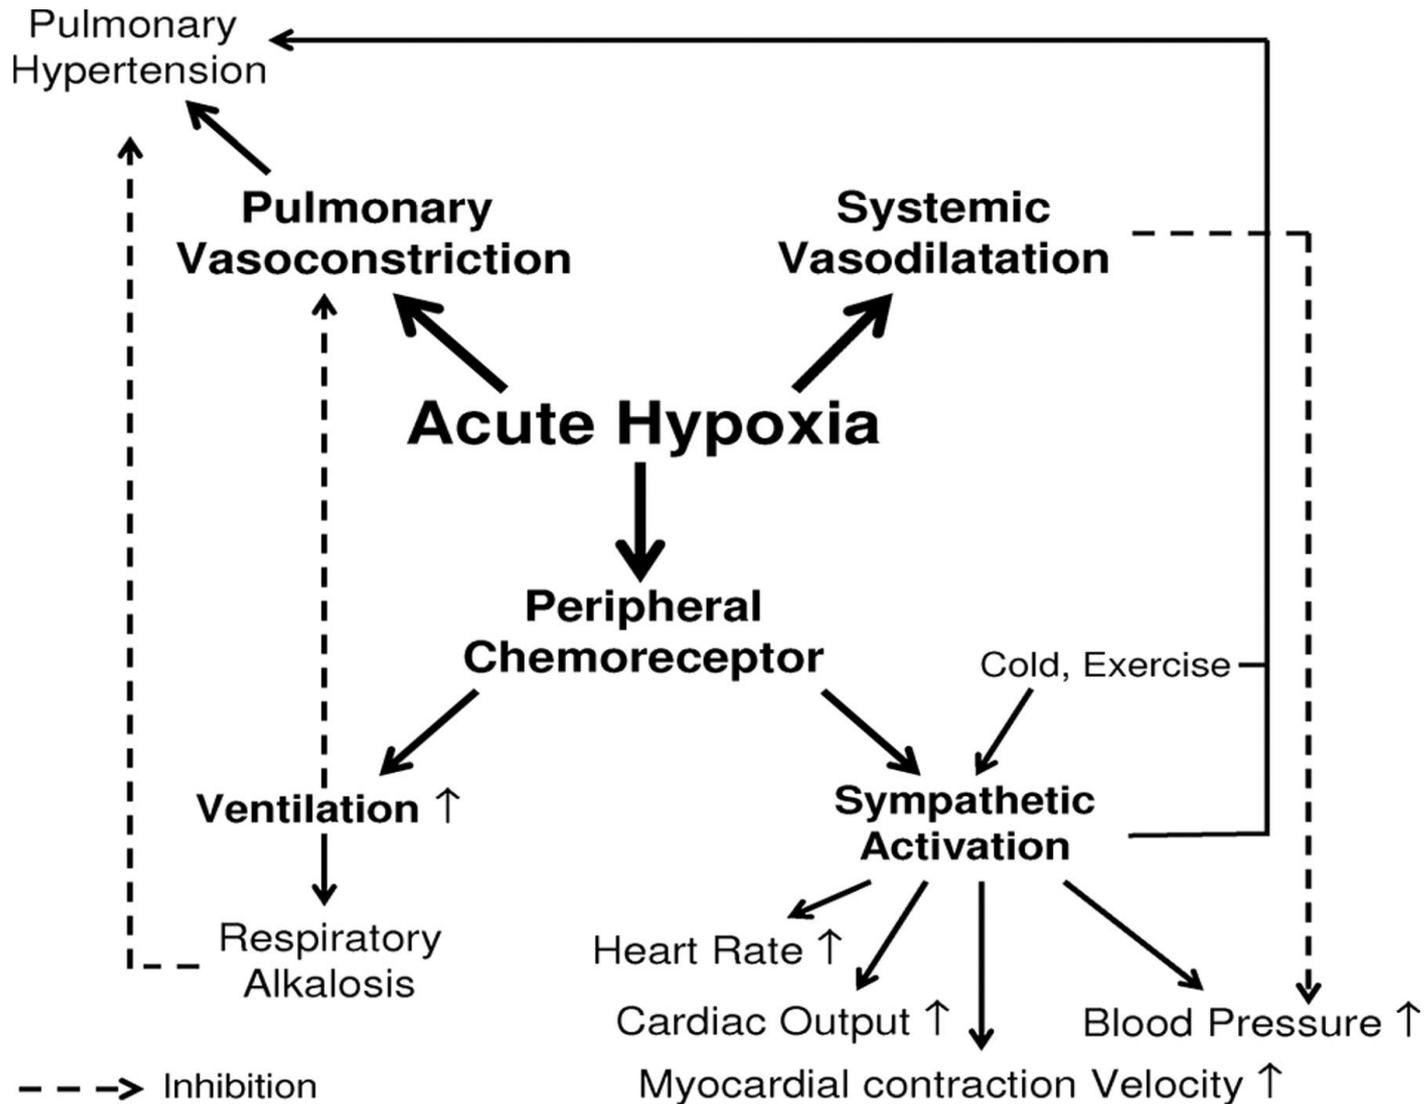 Pulmonary
Hypertension
Pulmonary
Vasoconstriction
Systemic
Vasodilatation
Acute Hypoxia
Peripheral
Chemoreceptor
Cold, Exercise
Ventilation ↑
Sympathetic
Activation
Respiratory
Alkalosis
Heart Rate ↑
Cardiac Output ↑
Blood Pressure ↑
Myocardial contraction Velocity ↑
Inhibition